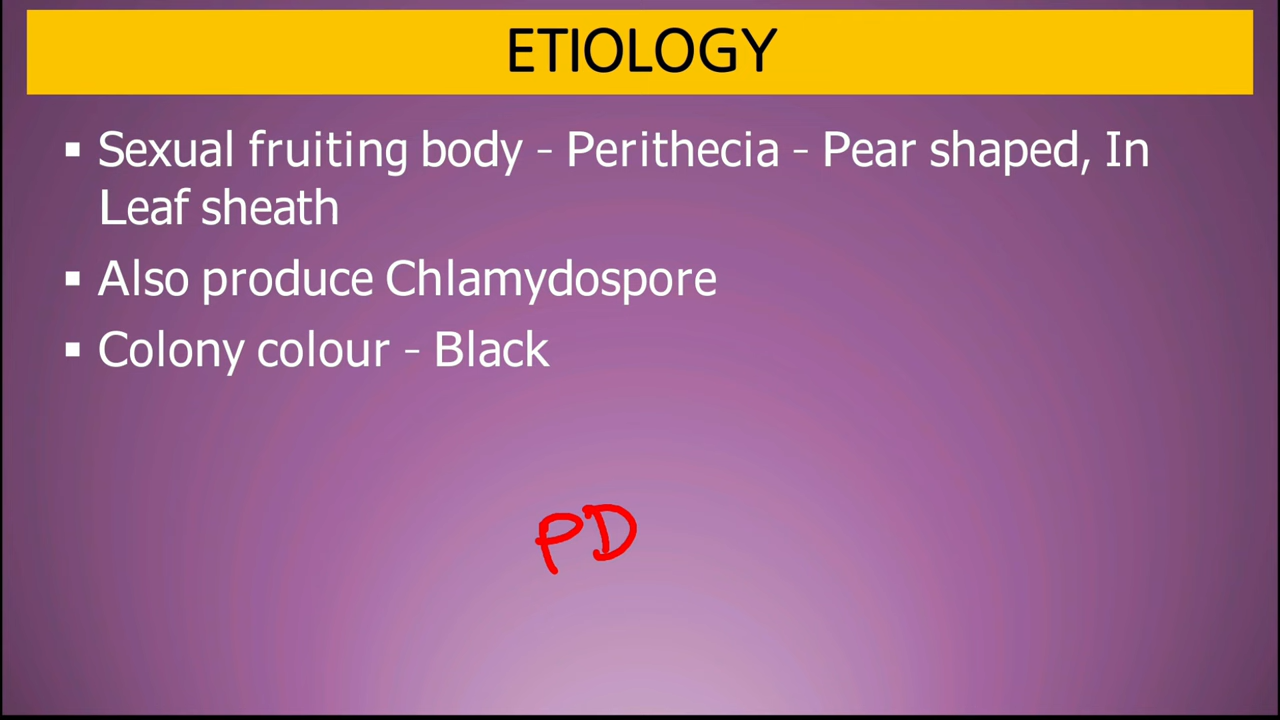 ETIOLOGY
▪ Sexual fruiting body - Perithecia - Pear shaped, In
Leaf sheath
▪ Also produce Chlamydospore
▪ Colony colour - Black
PD